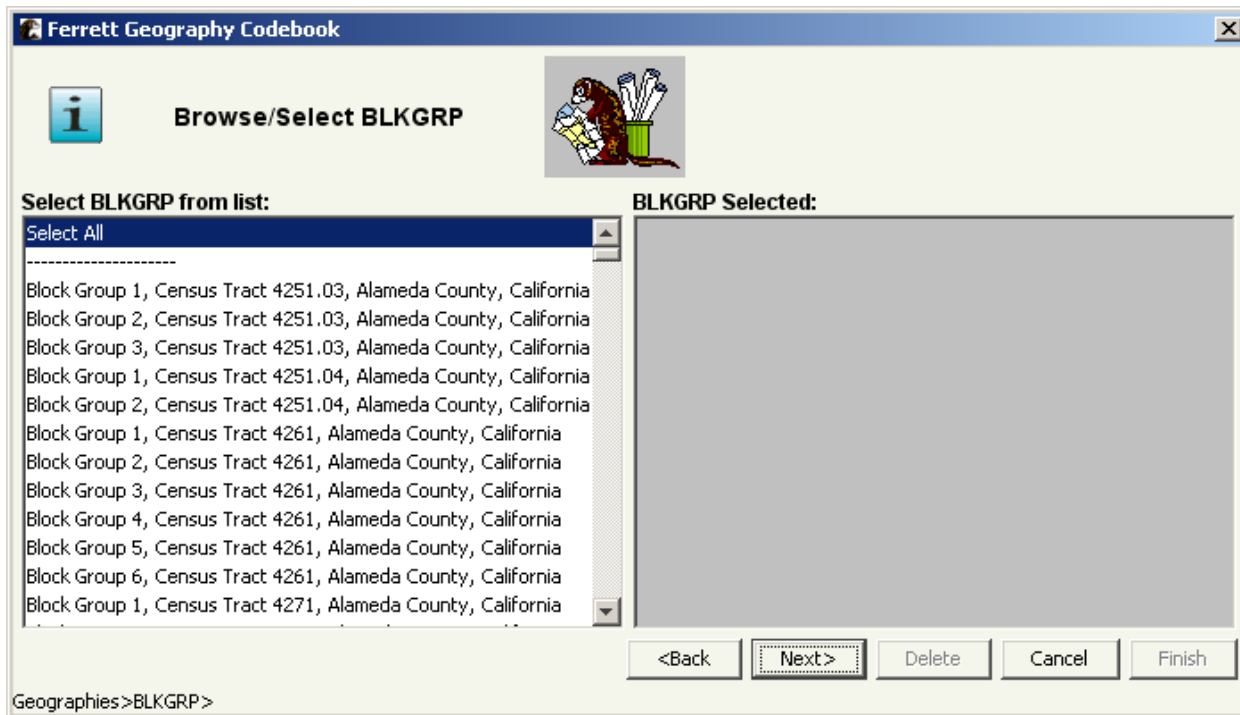 Ferrett Geography Codebook
Browse/Select BLKGRP
Select BLKGRP from list:
BLKGRP Selected:
Select All
---------------------
Block Group 1, Census Tract 4251.03, Alameda County, California
Block Group 2, Census Tract 4251.03, Alameda County, California
Block Group 3, Census Tract 4251.03, Alameda County, California
Block Group 1, Census Tract 4251.04, Alameda County, California
Block Group 2, Census Tract 4251.04, Alameda County, California
Block Group 1, Census Tract 4261, Alameda County, California
Block Group 2, Census Tract 4261, Alameda County, California
Block Group 3, Census Tract 4261, Alameda County, California
Block Group 4, Census Tract 4261, Alameda County, California
Block Group 5, Census Tract 4261, Alameda County, California
Block Group 6, Census Tract 4261, Alameda County, California
Block Group 1, Census Tract 4271, Alameda County, California
<Back Next> Delete Cancel Finish
Geographies>BLKGRP>